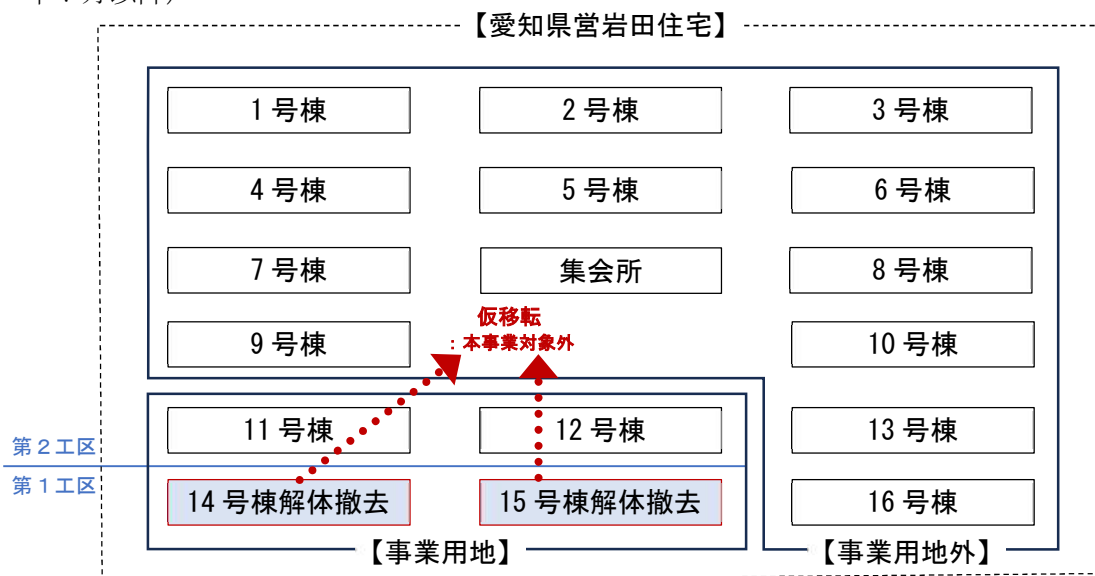 【愛知県営岩田住宅】
1号棟
2号棟
3号棟
4号棟
5号棟
6号棟
7号棟
集会所
8号棟
仮移転
：本事業対象外
9号棟
10号棟
11号棟
12号棟
13号棟
第2工区
第1工区
14号棟解体撤去
15号棟解体撤去
16号棟
【事業用地】
【事業用地外】